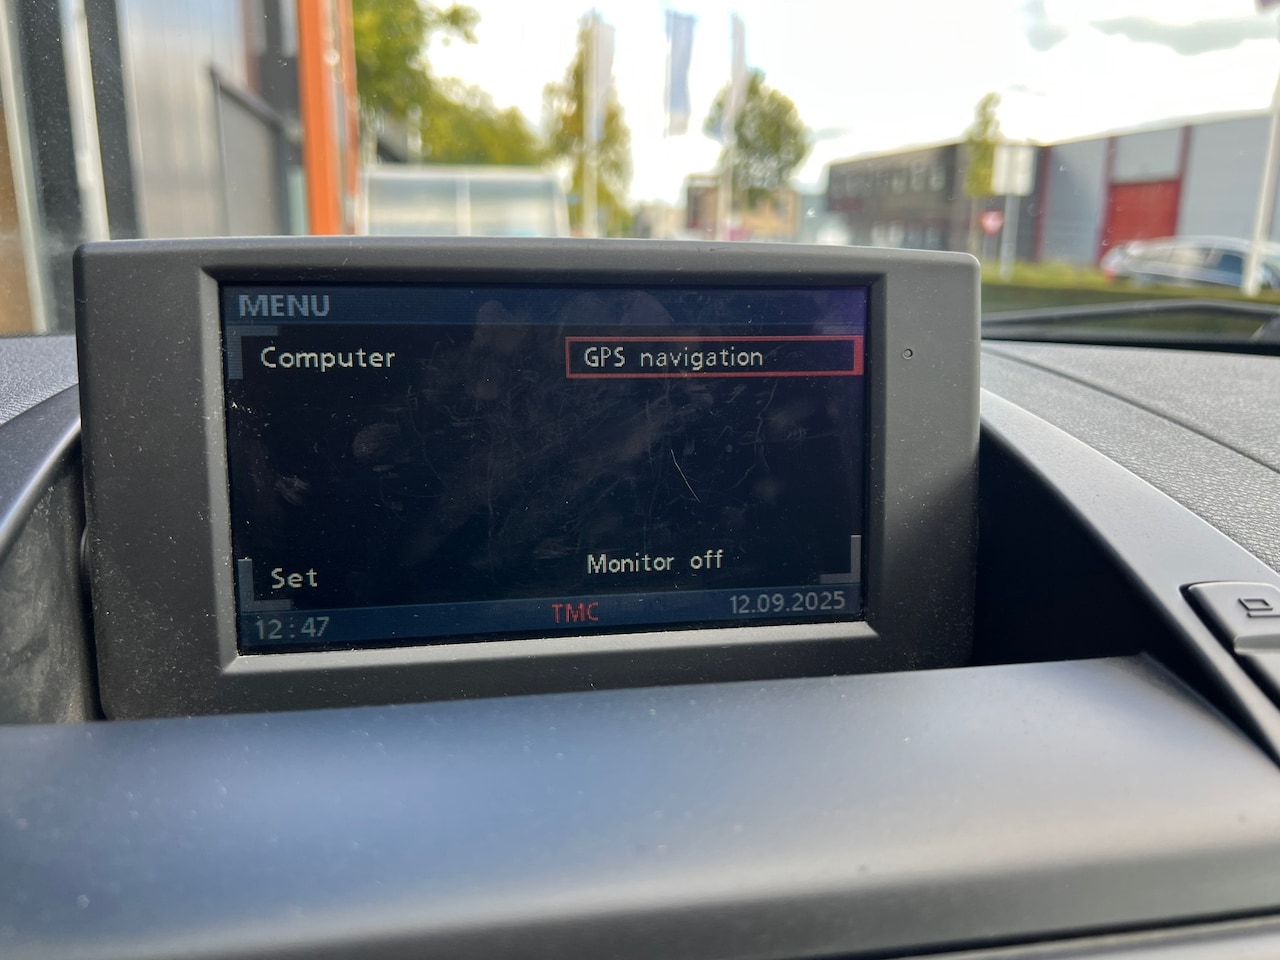 MENU
Computer
GPS navigation
Set
Monitor off
12:47
TMC
12.09.2025